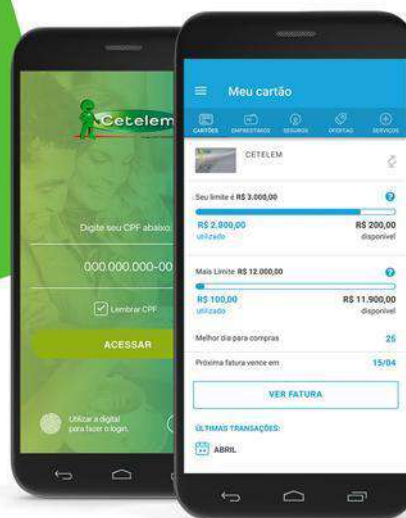 Cetelem
Digite seu CPF abaixo:
000.000.000-00
Lembrar CPF
ACESSAR
Utilizar a digital
para fazer o login.
Meu cartão
CARTÕES EMPRÉSTIMOS SEGUROS OFERTAS SERVIÇOS
CETELEM
Seu limite é R$ 3.000,00
R$ 2.800,00 R$ 200,00
utilizado disponível
Mais Limite R$ 12.000,00
R$ 100,00 R$ 11.900,00
utilizado disponível
Melhor dia para compras 25
Próxima fatura vence em 15/04
VER FATURA
ÚLTIMAS TRANSAÇÕES:
ABRIL